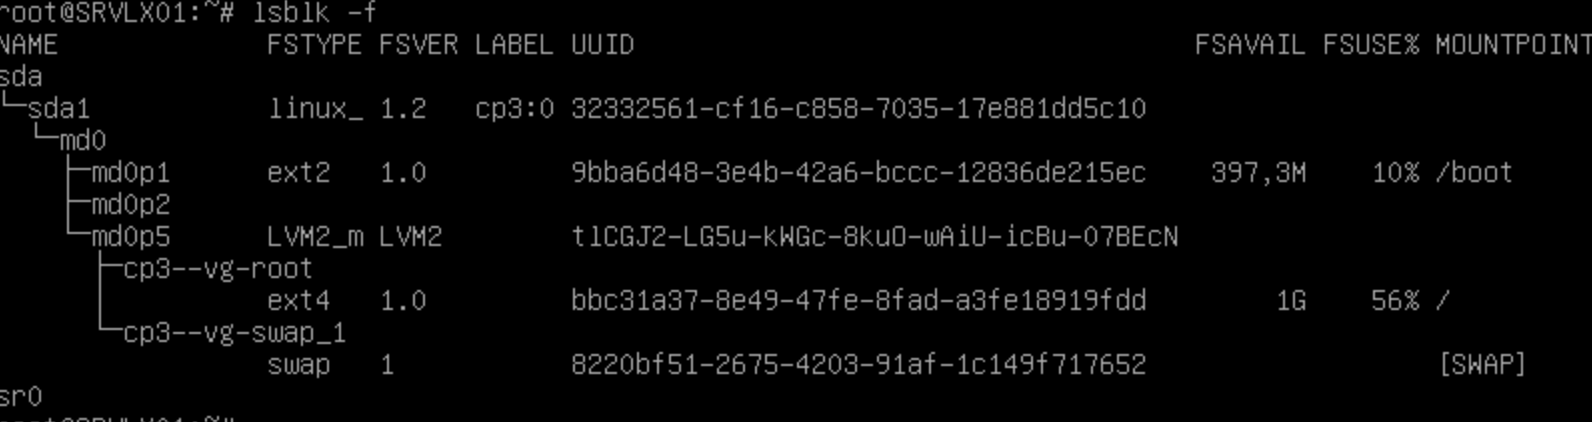 root@SRVLX01:~# lsblk -f
NAME FSTYPE FSVER LABEL UUID FSAVAIL FSUSE% MOUNTPOINT
sda
└─sda1 linux_ 1.2 cp3:0 32332561-cf16-c858-7035-17e881dd5c10
└─md0
├─md0p1 ext2 1.0 9bba6d48-3e4b-42a6-bccc-12836de215ec 397,3M 10% /boot
├─md0p2
└─md0p5 LVM2_m LVM2 tlCGJ2-LG5u-kWGc-8kuO-wAiU-icBu-07BEcN
├─cp3--vg-root
│ ext4 1.0 bbc31a37-8e49-47fe-8fad-a3fe18919fdd 1G 56% /
└─cp3--vg-swap_1
swap 1 8220bf51-2675-4203-91af-1c149f717652 [SWAP]
sr0
root@SRVLX01:~#